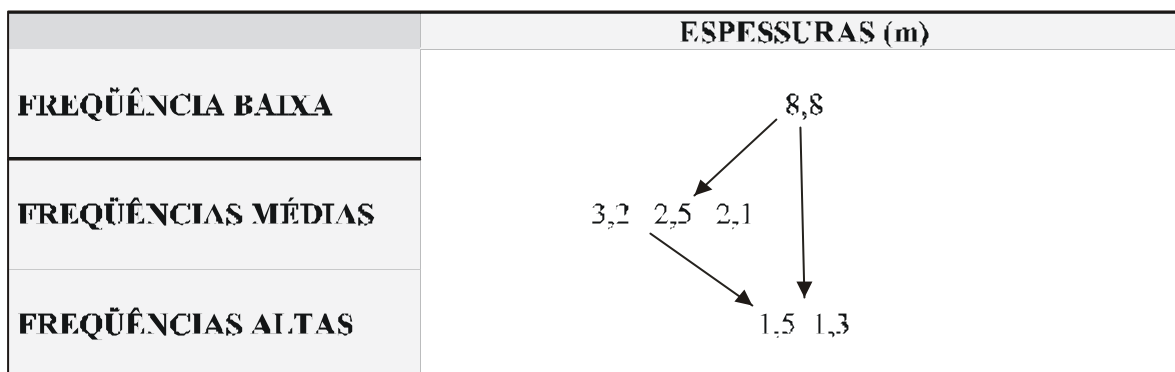 ESPESSURAS (m)
FREQÜÊNCIA BAIXA 8,8
FREQÜÊNCIAS MÉDIAS 3,2 2,5 2,1
FREQÜÊNCIAS ALTAS 1,5 1,3